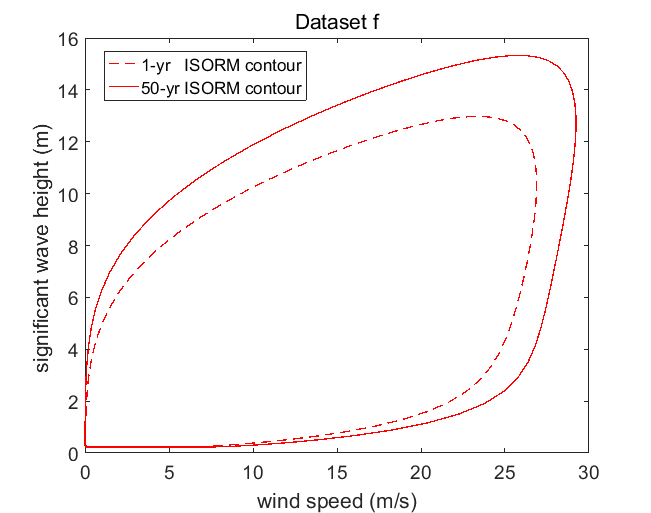 Dataset f
1-yr ISORM contour
50-yr ISORM contour
significant wave height (m)
16
14
12
10
8
6
4
2
0
0 5 10 15 20 25 30
wind speed (m/s)